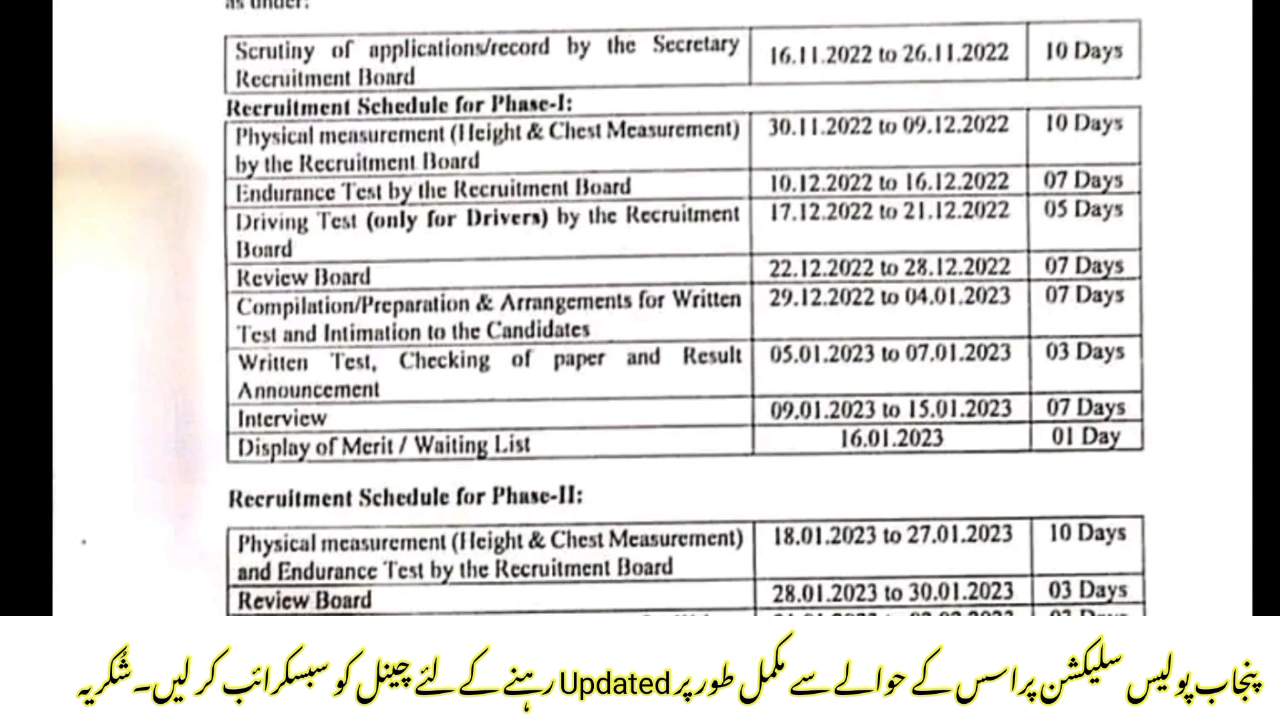 as under:
Scrutiny of applications/record by the Secretary
Recruitment Board
16.11.2022 to 26.11.2022
10 Days
Recruitment Schedule for Phase-I:
Physical measurement (Height & Chest Measurement)
by the Recruitment Board
30.11.2022 to 09.12.2022
10 Days
Endurance Test by the Recruitment Board
10.12.2022 to 16.12.2022
07 Days
Driving Test (only for Drivers) by the Recruitment
Board
17.12.2022 to 21.12.2022
05 Days
Review Board
22.12.2022 to 28.12.2022
07 Days
Compilation/Preparation & Arrangements for Written
Test and Intimation to the Candidates
29.12.2022 to 04.01.2023
07 Days
Written Test, Checking of paper and Result
Announcement
05.01.2023 to 07.01.2023
03 Days
Interview
09.01.2023 to 15.01.2023
07 Days
Display of Merit / Waiting List
16.01.2023
01 Day
Recruitment Schedule for Phase-II:
Physical measurement (Height & Chest Measurement)
and Endurance Test by the Recruitment Board
18.01.2023 to 27.01.2023
10 Days
Review Board
28.01.2023 to 30.01.2023
03 Days
پنجاب پولیس سلیکشن پراسس کے حوالے سے مکمل طور پر Updated رہنے کے لئے چینل کو سبسکرائب کر لیں۔شُکریہ